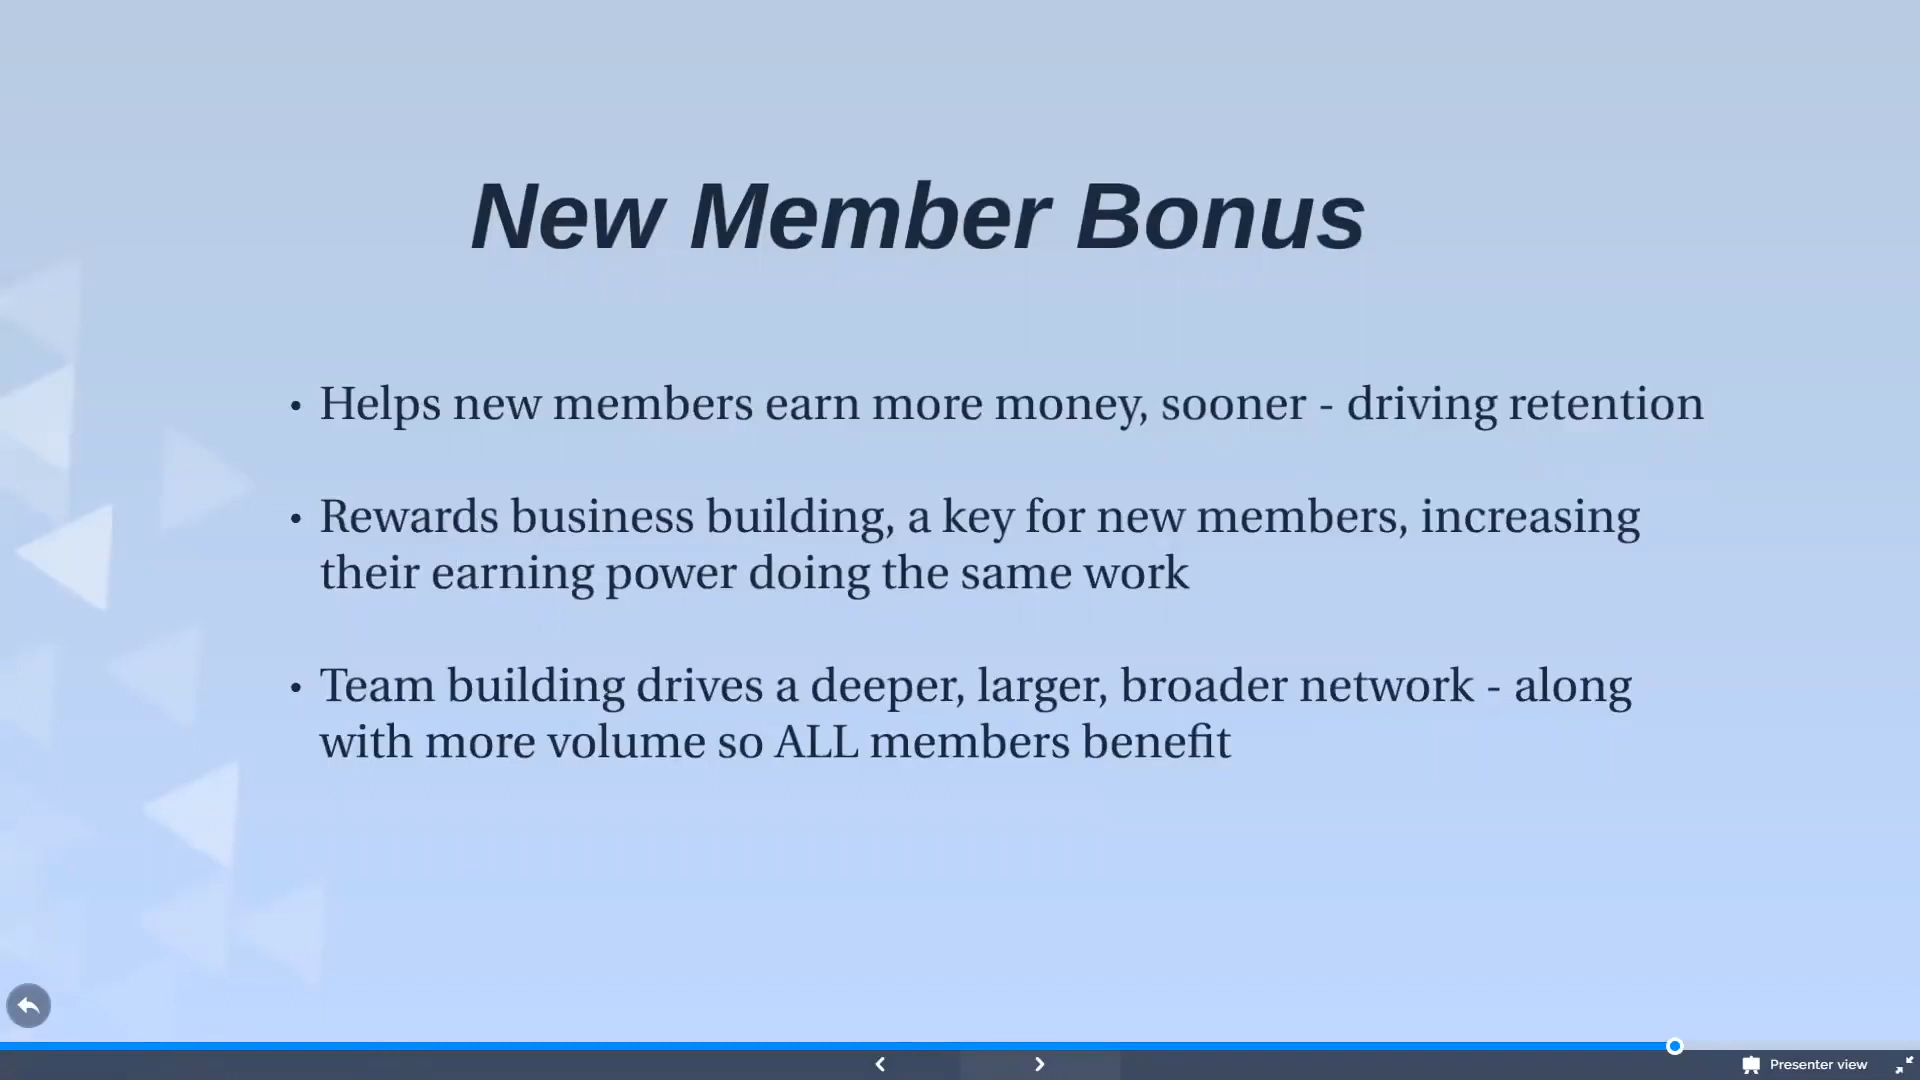 New Member Bonus
• Helps new members earn more money, sooner - driving retention
• Rewards business building, a key for new members, increasing
their earning power doing the same work
• Team building drives a deeper, larger, broader network - along
with more volume so ALL members benefit
Presenter view